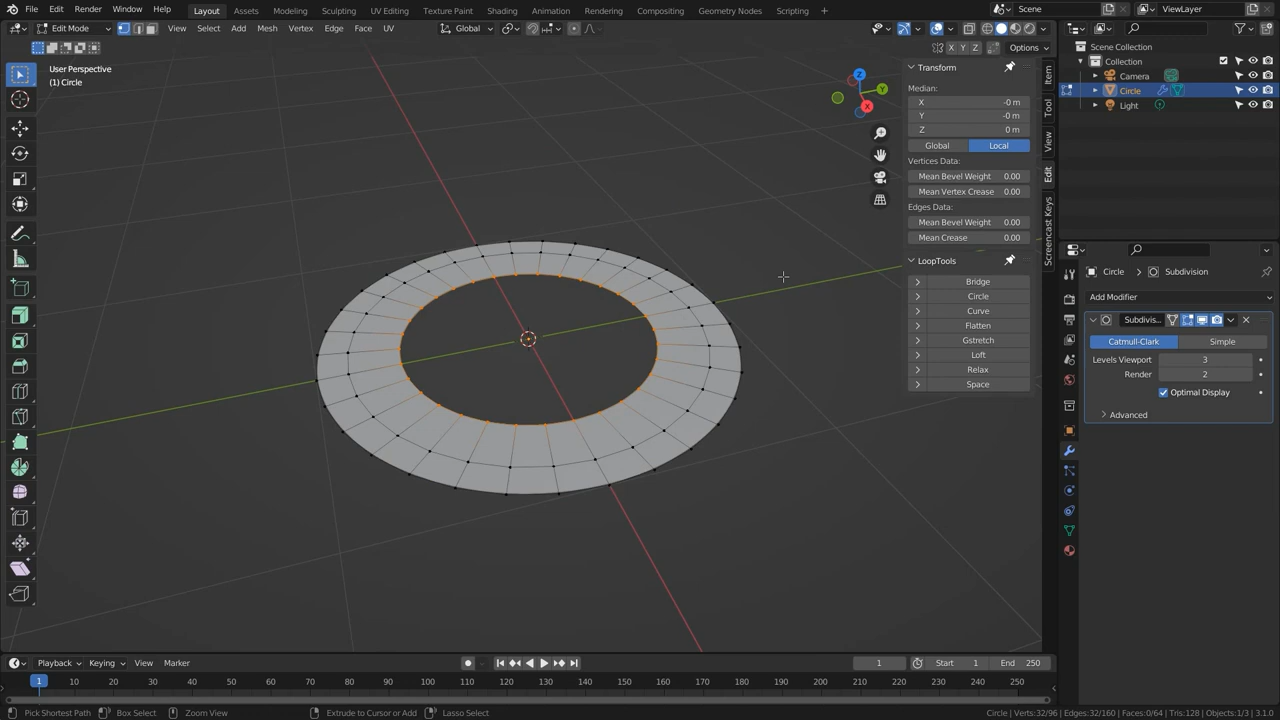 File Edit Render Window Help Layout Assets Modeling Sculpting UV Editing Texture Paint Shading Animation Rendering Compositing Geometry Nodes Scripting + Scene ViewLayer
Edit Mode View Select Add Mesh Vertex Edge Face UV Global
X Y Z Options
User Perspective
(1) Circle
Z
Y
X
Transform
Median:
X -0 m
Y -0 m
Z 0 m
Global Local
Vertices Data:
Mean Bevel Weight 0.00
Mean Vertex Crease 0.00
Edges Data:
Mean Bevel Weight 0.00
Mean Crease 0.00
LoopTools
Bridge
Circle
Curve
Flatten
Gstretch
Loft
Relax
Space
Item
Tool
View
Edit
Screencast Keys
Scene Collection
Collection
Camera
Circle
Light
Circle > Subdivision
Add Modifier
Subdivis...
Catmull-Clark Simple
Levels Viewport 3
Render 2
Optimal Display
Advanced
Playback Keying View Marker 1 Start 1 End 250
1 10 20 30 40 50 60 70 80 90 100 110 120 130 140 150 160 170 180 190 200 210 220 230 240 250
Pick Shortest Path Box Select Zoom View Extrude to Cursor or Add Lasso Select Circle | Verts:32/96 | Edges:32/160 | Faces:0/64 | Tris:128 | Objects:1/3 | 3.1.0